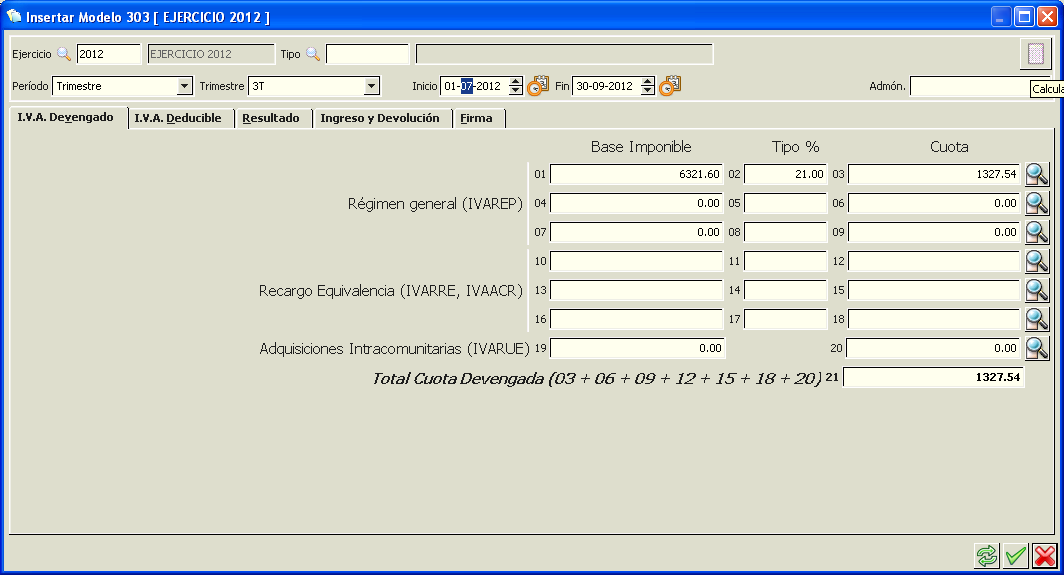 Insertar Modelo 303 [ EJERCICIO 2012 ]
Ejercicio 2012 EJERCICIO 2012 Tipo
Período Trimestre Trimestre 3T Inicio 01-07-2012 Fin 30-09-2012 Admón.
Calcula
I.V.A. Devengado I.V.A. Deducible Resultado Ingreso y Devolución Firma
Base Imponible Tipo % Cuota
01 6321.60 02 21.00 03 1327.54
Régimen general (IVAREP) 04 0.00 05 06 0.00
07 0.00 08 09 0.00
10 11 12
Recargo Equivalencia (IVARRE, IVAACR) 13 14 15
16 17 18
Adquisiciones Intracomunitarias (IVARUE) 19 0.00 20 0.00
Total Cuota Devengada (03 + 06 + 09 + 12 + 15 + 18 + 20) 21 1327.54